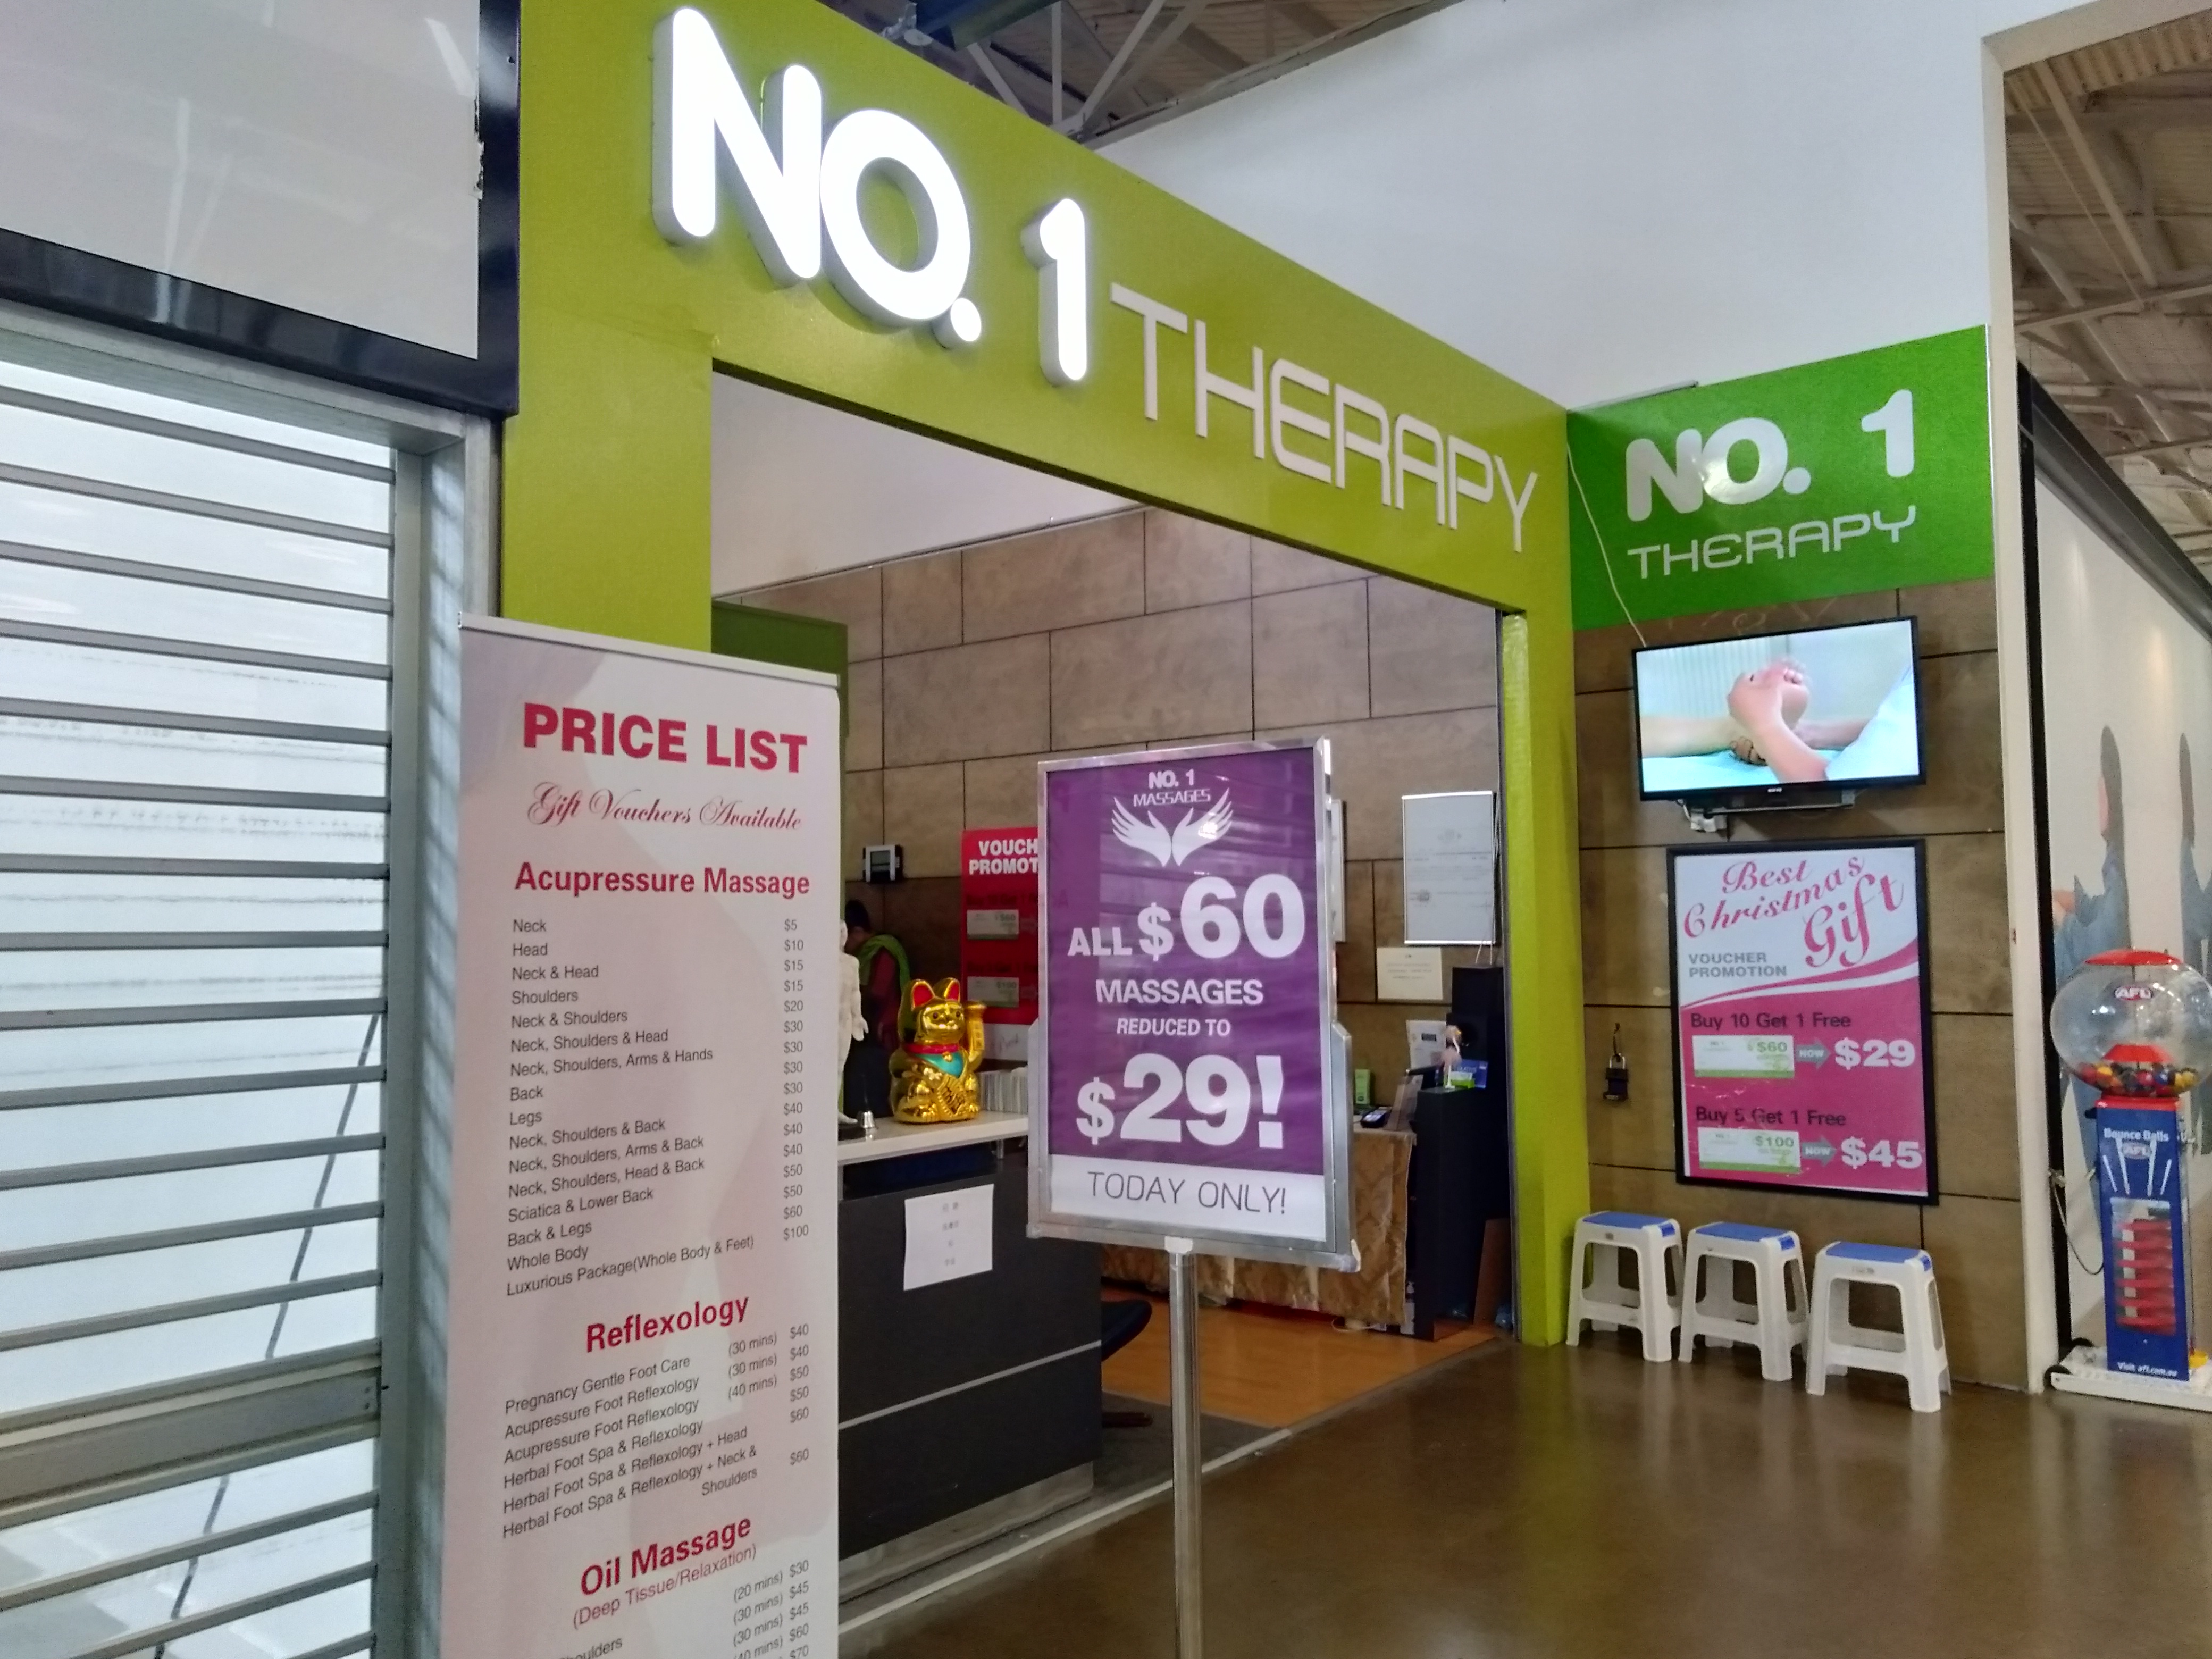 NO. 1 THERAPY
NO. 1
THERAPY
PRICE LIST
Gift Vouchers Available
Acupressure Massage
Neck $5
Head $10
Neck & Head $15
Shoulders $15
Neck & Shoulders $20
Neck, Shoulders & Head $30
Neck, Shoulders, Arms & Hands $30
Back $30
Legs $30
Neck, Shoulders & Back $40
Neck, Shoulders, Arms & Back $40
Neck, Shoulders, Head & Back $40
Sciatica & Lower Back $50
Back & Legs $50
Whole Body $60
Luxurious Package(Whole Body & Feet) $100
Reflexology
Pregnancy Gentle Foot Care (30 mins) $40
Acupressure Foot Reflexology (30 mins) $40
Acupressure Foot Reflexology (40 mins) $50
Herbal Foot Spa & Reflexology $50
Herbal Foot Spa & Reflexology + Head $60
Herbal Foot Spa & Reflexology + Neck &
Shoulders $60
Oil Massage
(Deep Tissue/Relaxation)
(20 mins) $30
(30 mins) $45
houlders (30 mins) $45
(40 mins) $60
$70
VOUCH
PROMOT
NO. 1
MASSAGES
ALL $60
MASSAGES
REDUCED TO
$29!
TODAY ONLY!
Best
Christmas
Gift
VOUCHER
PROMOTION
Buy 10 Get 1 Free
$60 NOW $29
Buy 5 Get 1 Free
$100 NOW $45
AFL
Bounce Balls
AFL
Visit afl.com.au